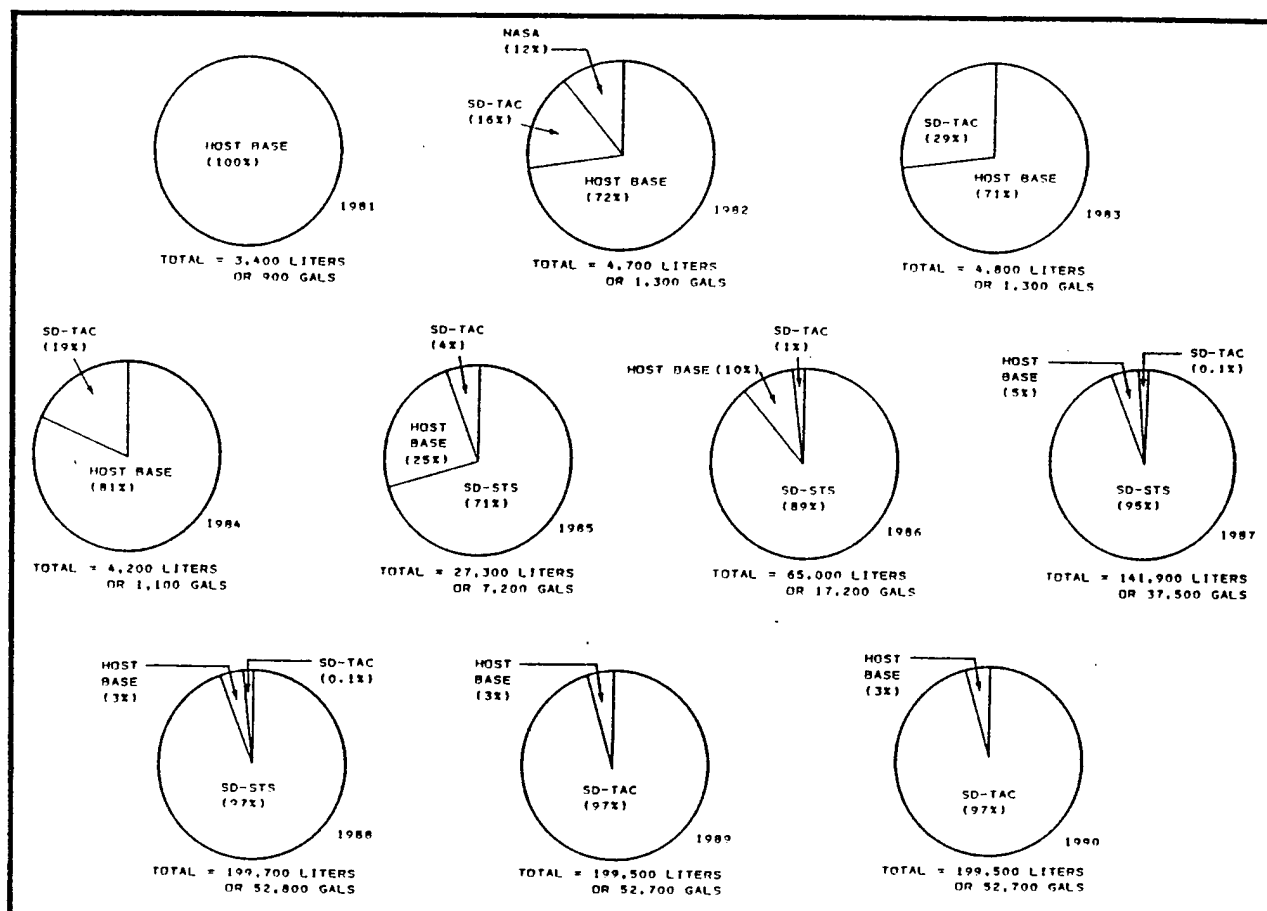 HOST BASE
(100%)
1981
TOTAL = 3,400 LITERS
OR 900 GALS
NASA
(12%)
SD-TAC
(16%)
HOST BASE
(72%)
1982
TOTAL = 4,700 LITERS
OR 1,300 GALS
SD-TAC
(29%)
HOST BASE
(71%)
1983
TOTAL = 4,800 LITERS
OR 1,300 GALS
SD-TAC
(19%)
HOST BASE
(81%)
1984
TOTAL = 4,200 LITERS
OR 1,100 GALS
SD-TAC
(4%)
HOST
BASE
(25%)
SD-STS
(71%)
1985
TOTAL = 27,300 LITERS
OR 7,200 GALS
SD-TAC
(1%)
HOST BASE (10%)
SD-STS
(89%)
1986
TOTAL = 65,000 LITERS
OR 17,200 GALS
HOST
BASE
(5%)
SD-TAC
(0.1%)
SD-STS
(95%)
1987
TOTAL = 141,900 LITERS
OR 37,500 GALS
HOST
BASE
(3%)
SD-TAC
(0.1%)
SD-STS
(97%)
1988
TOTAL = 199,700 LITERS
OR 52,800 GALS
HOST
BASE
(3%)
SD-TAC
(97%)
1989
TOTAL = 199,500 LITERS
OR 52,700 GALS
HOST
BASE
(3%)
SD-TAC
(97%)
1990
TOTAL = 199,500 LITERS
OR 52,700 GALS